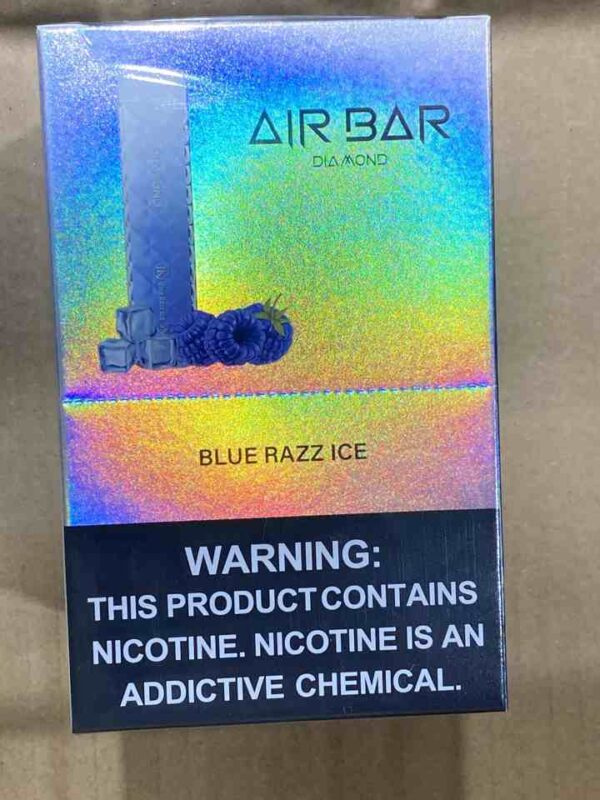 AIR BAR
DIAMOND
BLUE RAZZ ICE
WARNING:
THIS PRODUCT CONTAINS
NICOTINE. NICOTINE IS AN
ADDICTIVE CHEMICAL.